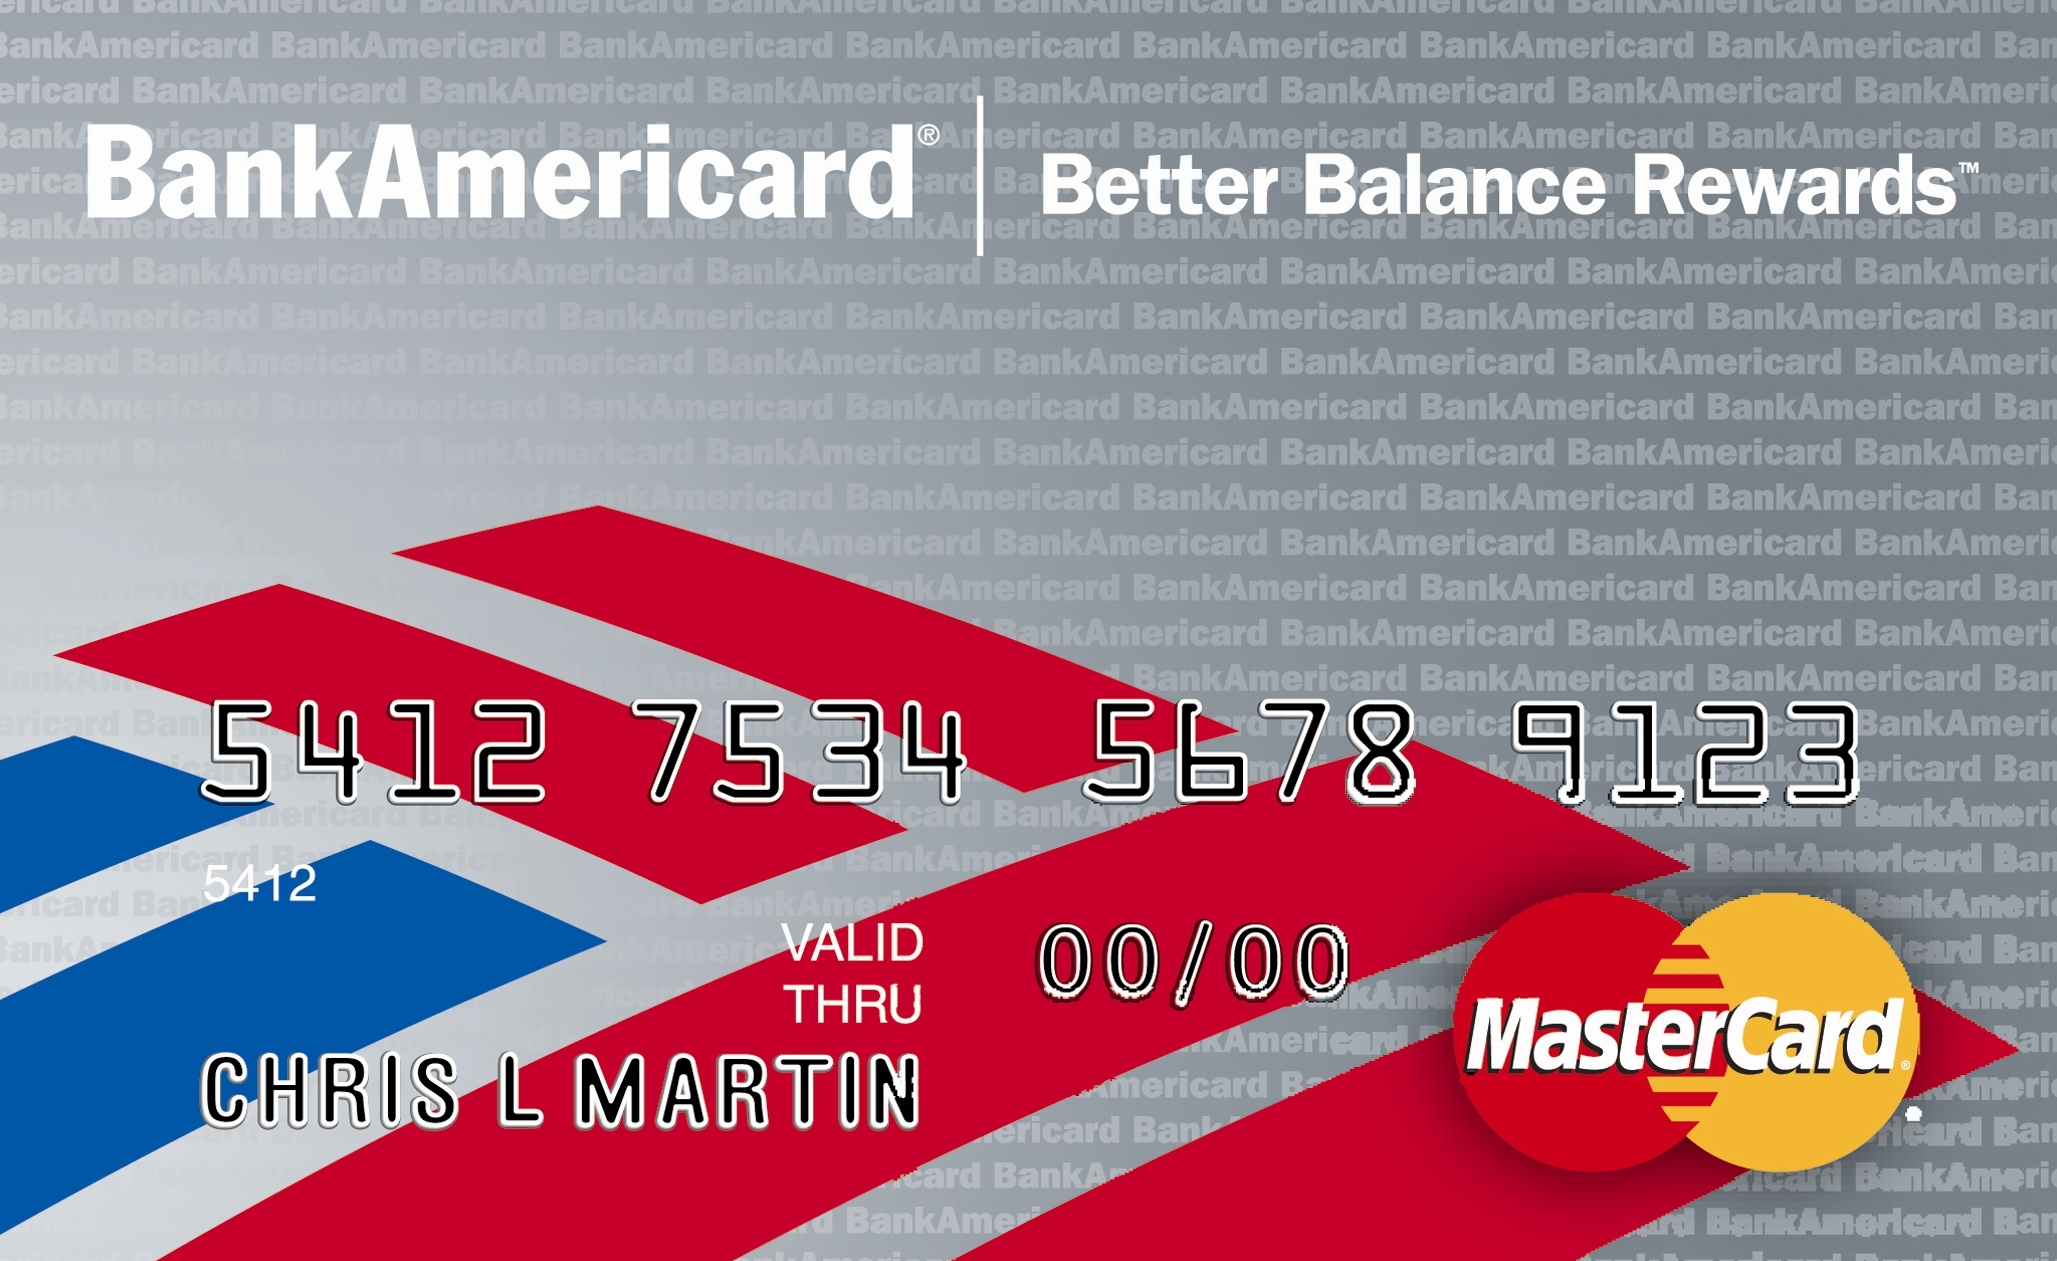 BankAmericard® | Better Balance Rewards™
5412 7534 5678 9123
5412
VALID
THRU
00/00
CHRIS L MARTIN
MasterCard®